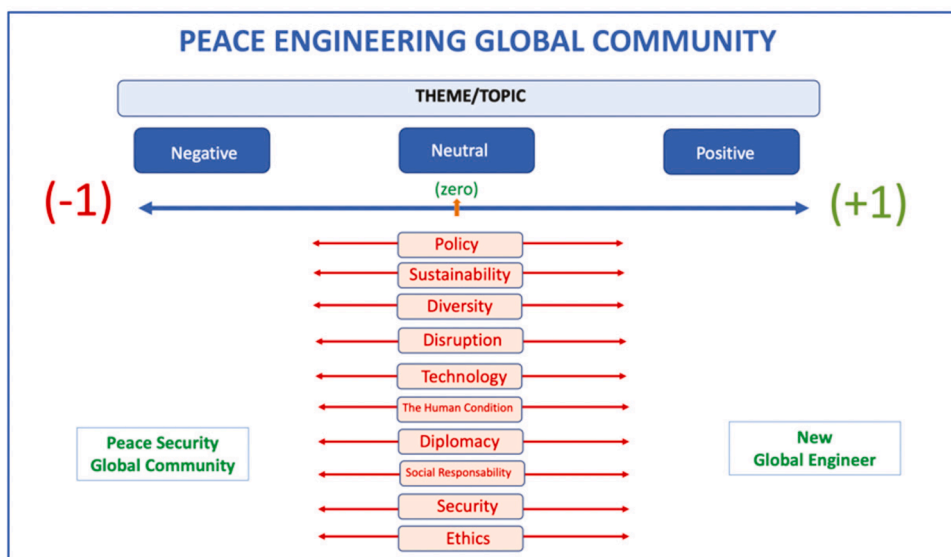 PEACE ENGINEERING GLOBAL COMMUNITY
THEME/TOPIC
Negative
Neutral
Positive
(zero)
(-1)
(+1)
Policy
Sustainability
Diversity
Disruption
Technology
The Human Condition
Diplomacy
Social Responsability
Security
Ethics
Peace Security
Global Community
New
Global Engineer